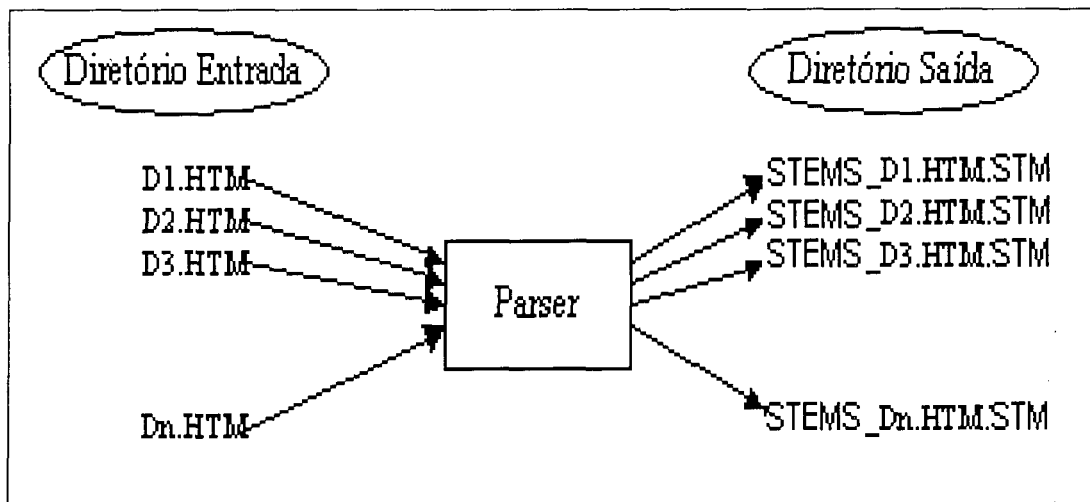 Diretório Entrada
Diretório Saída
D1.HTM
D2.HTM
D3.HTM
Dn.HTM
Parser
STEMS_D1.HTM.STM
STEMS_D2.HTM.STM
STEMS_D3.HTM.STM
STEMS_Dn.HTM.STM